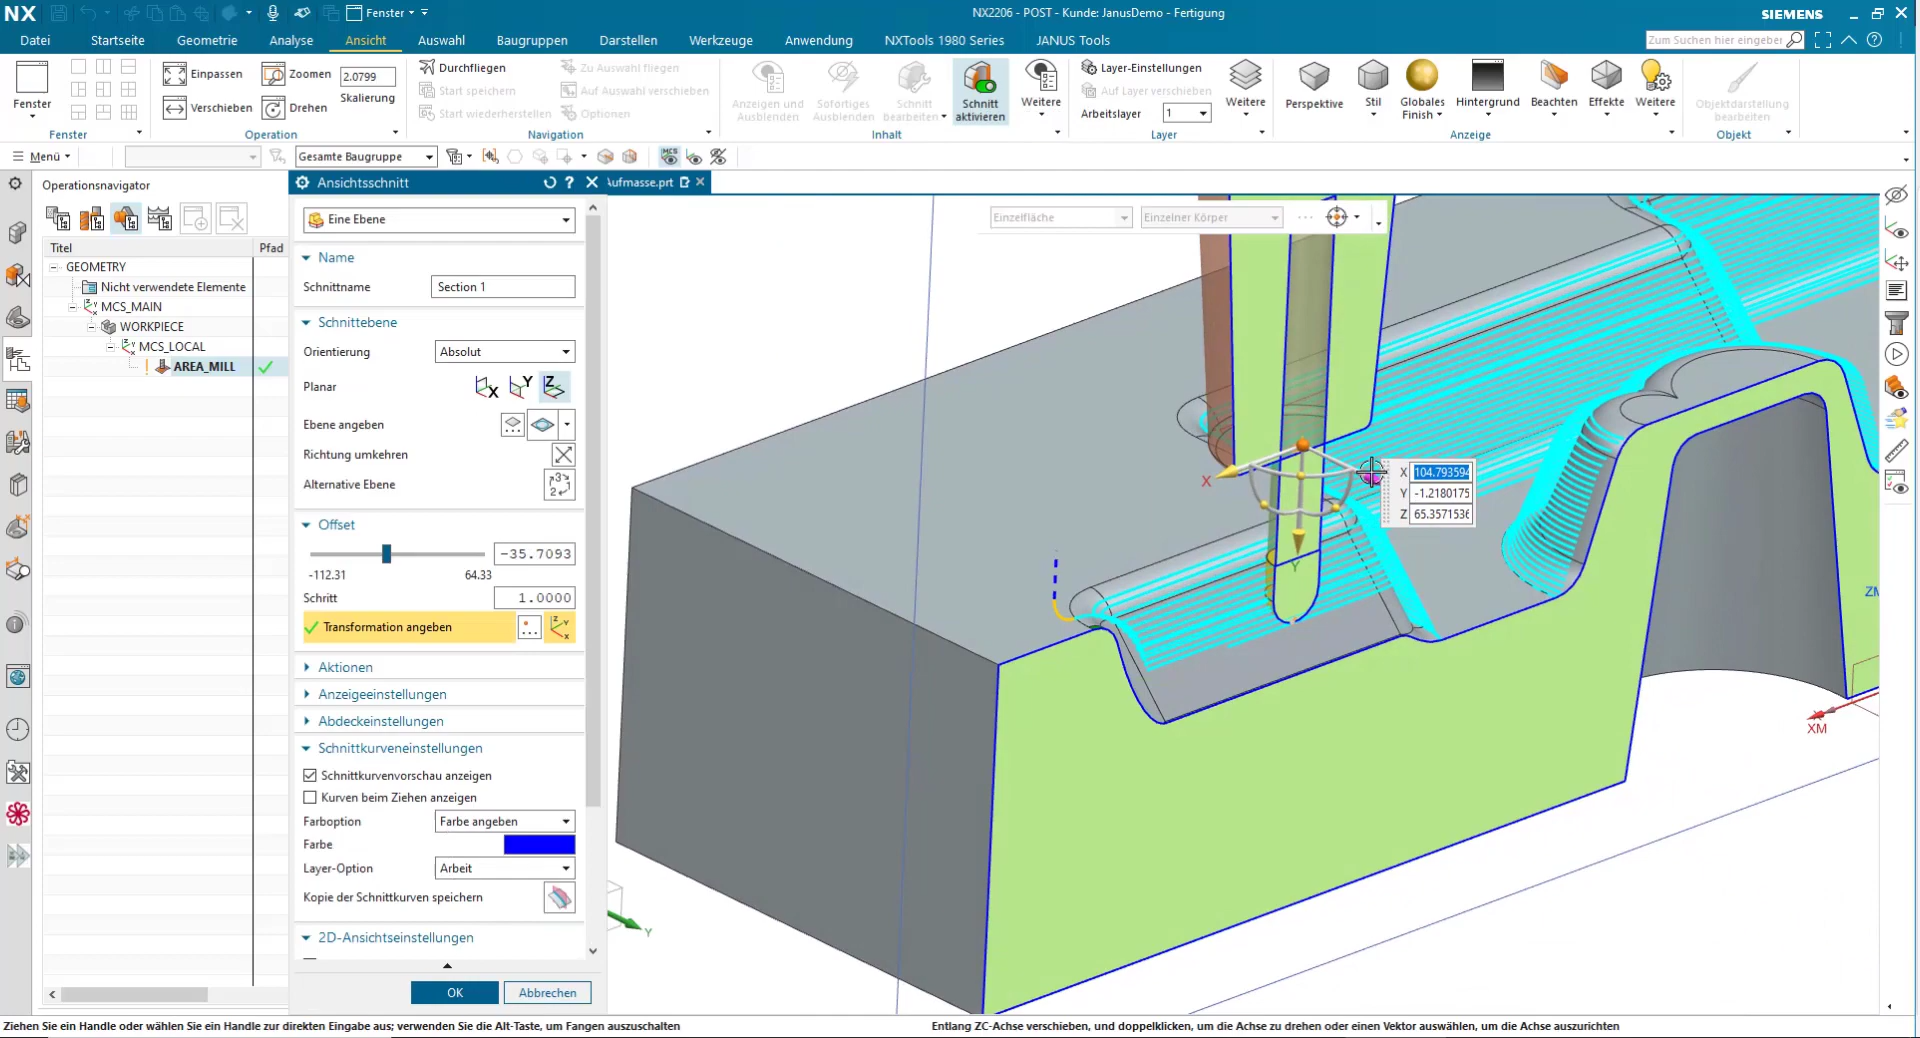 NX
Fenster
NX2206 - POST - Kunde: JanusDemo - Fertigung
SIEMENS
Datei
Startseite
Geometrie
Analyse
Ansicht
Auswahl
Baugruppen
Darstellen
Werkzeuge
Anwendung
NXTools 1980 Series
JANUS Tools
Zum Suchen hier eingeben
Fenster
Einpassen
Zoomen
2.0799
Verschieben
Drehen
Skalierung
Durchfliegen
Start speichern
Start wiederherstellen
Zu Auswahl fliegen
Auf Auswahl verschieben
Optionen
Anzeigen und Ausblenden
Sofortiges Ausblenden
Schnitt bearbeiten
Schnitt aktivieren
Weitere
Layer-Einstellungen
Auf Layer verschieben
Arbeitslayer
1
Weitere
Perspektive
Stil
Globales Finish
Hintergrund
Beachten
Effekte
Weitere
Objektdarstellung bearbeiten
Fenster
Operation
Navigation
Inhalt
Layer
Anzeige
Objekt
Menü
Gesamte Baugruppe
MCS
Operationsnavigator
Titel
Pfad
GEOMETRY
Nicht verwendete Elemente
MCS_MAIN
WORKPIECE
MCS_LOCAL
AREA_MILL
Ansichtsschnitt
Aufmasse.prt
Eine Ebene
Name
Schnittname
Section 1
Schnittebene
Orientierung
Absolut
Planar
X
Y
Z
Ebene angeben
Richtung umkehren
Alternative Ebene
Offset
-35.7093
-112.31
64.33
Schritt
1.0000
Transformation angeben
Aktionen
Anzeigeeinstellungen
Abdeckeinstellungen
Schnittkurveneinstellungen
Schnittkurvenvorschau anzeigen
Kurven beim Ziehen anzeigen
Farboption
Farbe angeben
Farbe
Layer-Option
Arbeit
Kopie der Schnittkurven speichern
2D-Ansichtseinstellungen
OK
Abbrechen
Einzelfläche
Einzelner Körper
X
Y
X 104.793594
Y -1.2180175
Z 65.3571536
ZM
XM
Y
Ziehen Sie ein Handle oder wählen Sie ein Handle zur direkten Eingabe aus; verwenden Sie die Alt-Taste, um Fangen auszuschalten
Entlang ZC-Achse verschieben, und doppelklicken, um die Achse zu drehen oder einen Vektor auswählen, um die Achse auszurichten